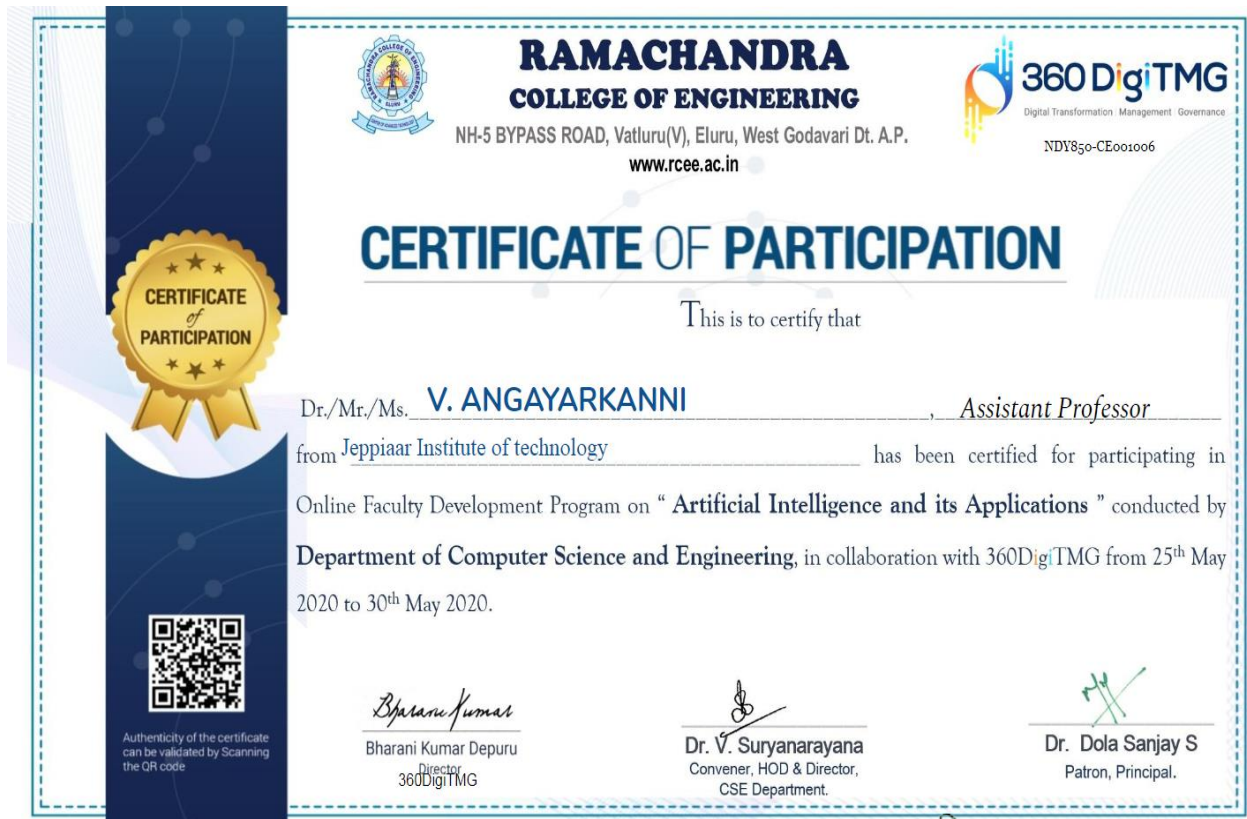 RAMACHANDRA
COLLEGE OF ENGINEERING
NH-5 BYPASS ROAD, Vatluru(V), Eluru, West Godavari Dt. A.P.
www.rcee.ac.in
360 DigiTMG
Digital Transformation | Management | Governance
NDY850-CE001006
CERTIFICATE OF PARTICIPATION
CERTIFICATE
of
PARTICIPATION
This is to certify that
Dr./Mr./Ms. V. ANGAYARKANNI, Assistant Professor
from Jeppiaar Institute of technology has been certified for participating in
Online Faculty Development Program on “ Artificial Intelligence and its Applications ” conducted by
Department of Computer Science and Engineering, in collaboration with 360DigiTMG from 25th May
2020 to 30th May 2020.
Authenticity of the certificate
can be validated by Scanning
the QR code
Bharani Kumar
Bharani Kumar Depuru
Director
360DigiTMG
Dr. V. Suryanarayana
Convener, HOD & Director,
CSE Department.
Dr. Dola Sanjay S
Patron, Principal.